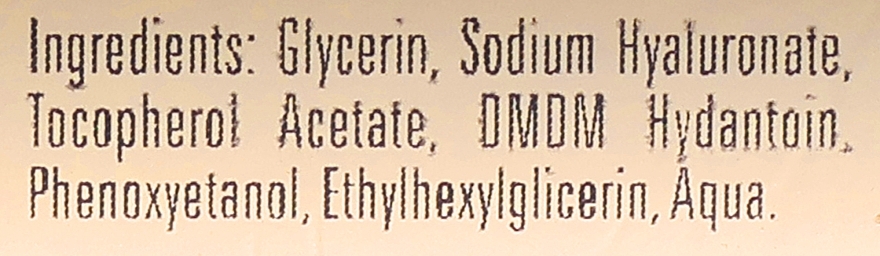 Ingredients: Glycerin, Sodium Hyaluronate,
Tocopherol Acetate, DMDM Hydantoin,
Phenoxyetanol, Ethylhexylglicerin, Aqua.